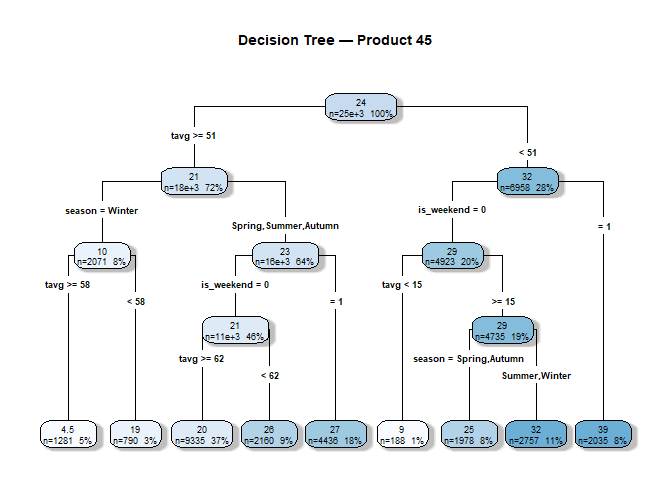 Decision Tree — Product 45
24
n=25e+3 100%
tavg >= 51
< 51
21
n=18e+3 72%
32
n=6958 28%
season = Winter
Spring,Summer,Autumn
is_weekend = 0
= 1
10
n=2071 8%
23
n=16e+3 64%
29
n=4923 20%
tavg >= 58
< 58
is_weekend = 0
= 1
tavg < 15
>= 15
21
n=11e+3 46%
29
n=4735 19%
tavg >= 62
< 62
season = Spring,Autumn
Summer,Winter
4.5
n=1281 5%
19
n=790 3%
20
n=9335 37%
26
n=2160 9%
27
n=4436 18%
9
n=188 1%
25
n=1978 8%
32
n=2757 11%
39
n=2035 8%